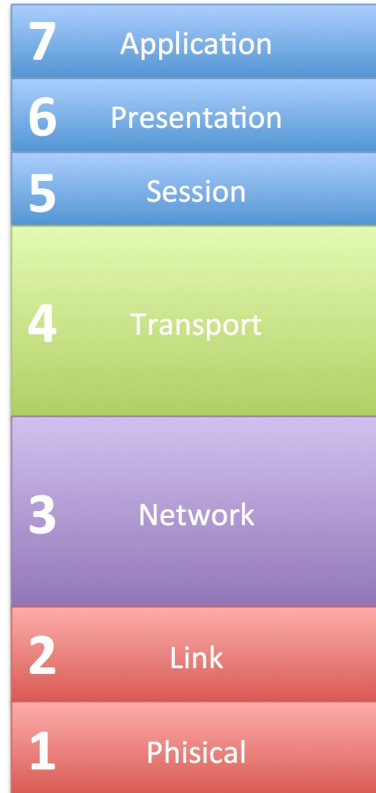 7 Application
6 Presentation
5 Session
4 Transport
3 Network
2 Link
1 Phisical